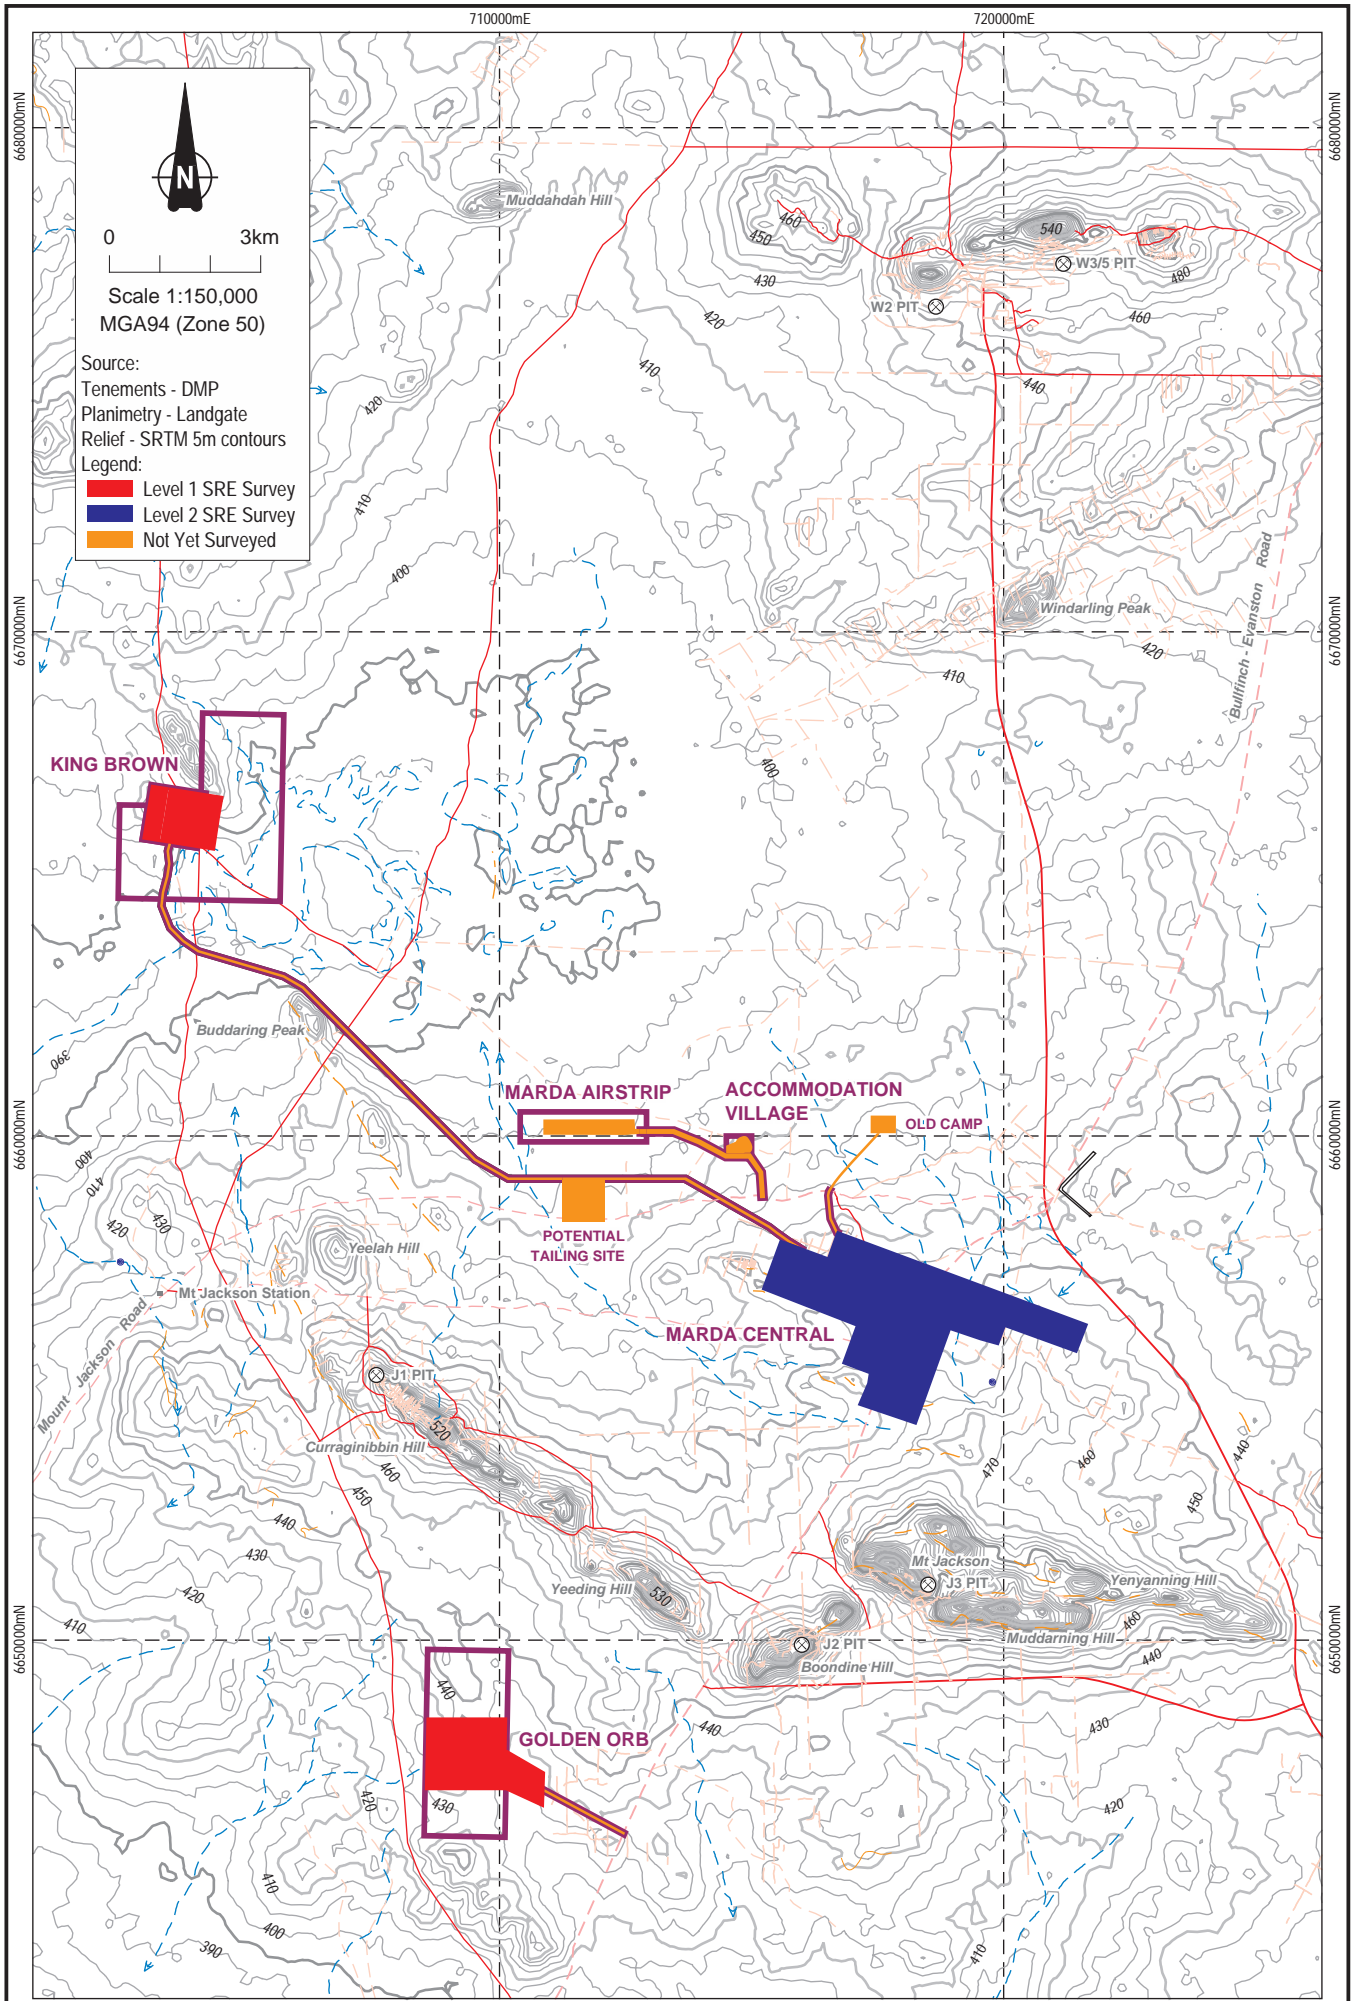 710000mE
720000mE
6680000mN
6680000mN
N
0 3km
Scale 1:150,000
MGA94 (Zone 50)
Source:
Tenements - DMP
Planimetry - Landgate
Relief - SRTM 5m contours
Legend:
Level 1 SRE Survey
Level 2 SRE Survey
Not Yet Surveyed
Muddahdah Hill
460
450
430
420
410
540
W3/5 PIT
480
W2 PIT
460
440
420
410
400
Windarling Peak
Bullfinch - Evanston Road
420
410
400
6670000mN
6670000mN
KING BROWN
Buddaring Peak
390
400
410
420
430
MARDA AIRSTRIP
ACCOMMODATION
VILLAGE
OLD CAMP
6660000mN
6660000mN
POTENTIAL
TAILING SITE
Yeelah Hill
Mt Jackson Station
Mount Jackson Road
MARDA CENTRAL
J1 PIT
520
Curraginibbin Hill
460
450
440
430
420
410
470
460
440
450
Mt Jackson
J3 PIT
Yenyanning Hill
Yeeding Hill
530
460
Muddarning Hill
440
J2 PIT
Boondine Hill
6650000mN
6650000mN
440
GOLDEN ORB
440
430
430
420
420
410
400
390
410